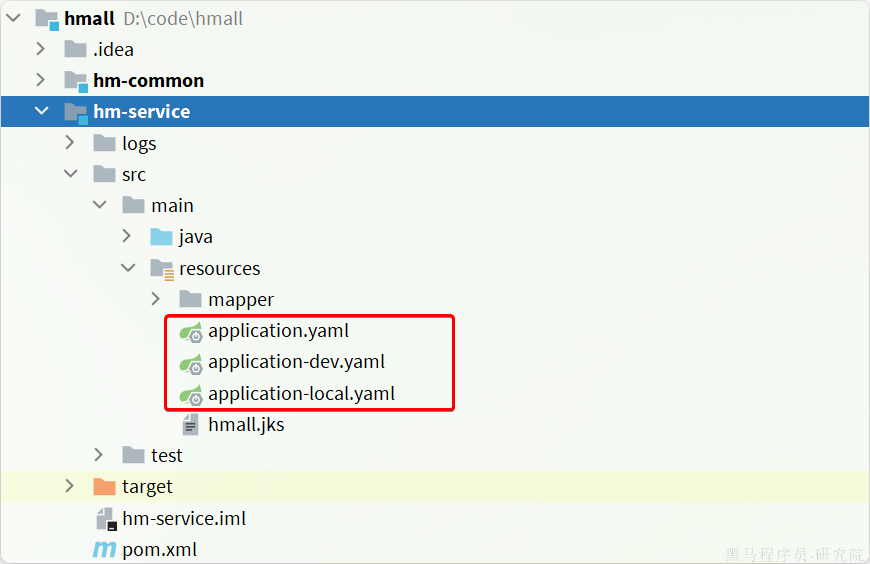 hmall D:\code\hmall
.idea
hm-common
hm-service
logs
src
main
java
resources
mapper
application.yaml
application-dev.yaml
application-local.yaml
hmall.jks
test
target
hm-service.iml
pom.xml
黑马程序员-研究院